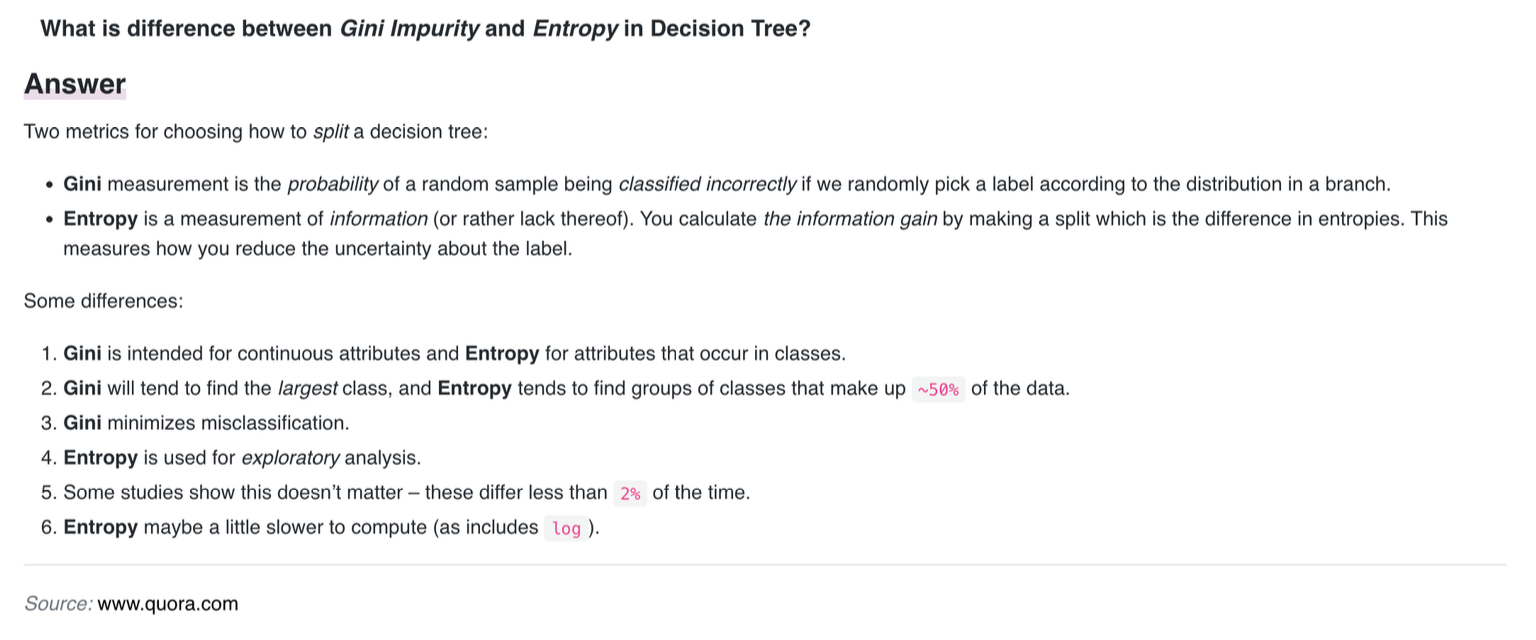 What is difference between Gini Impurity and Entropy in Decision Tree?
Answer
Two metrics for choosing how to split a decision tree:
• Gini measurement is the probability of a random sample being classified incorrectly if we randomly pick a label according to the distribution in a branch.
• Entropy is a measurement of information (or rather lack thereof). You calculate the information gain by making a split which is the difference in entropies. This
measures how you reduce the uncertainty about the label.
Some differences:
1. Gini is intended for continuous attributes and Entropy for attributes that occur in classes.
2. Gini will tend to find the largest class, and Entropy tends to find groups of classes that make up ~50% of the data.
3. Gini minimizes misclassification.
4. Entropy is used for exploratory analysis.
5. Some studies show this doesn’t matter – these differ less than 2% of the time.
6. Entropy maybe a little slower to compute (as includes log ).
Source: www.quora.com